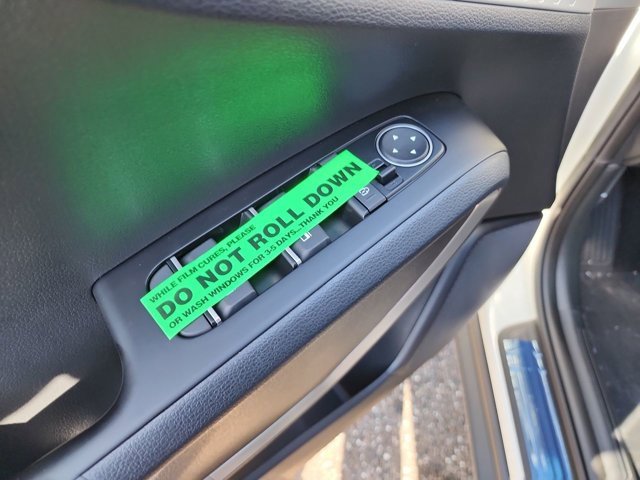 WHILE FILM CURES, PLEASE
DO NOT ROLL DOWN
OR WASH WINDOWS FOR 3-5 DAYS...THANK YOU